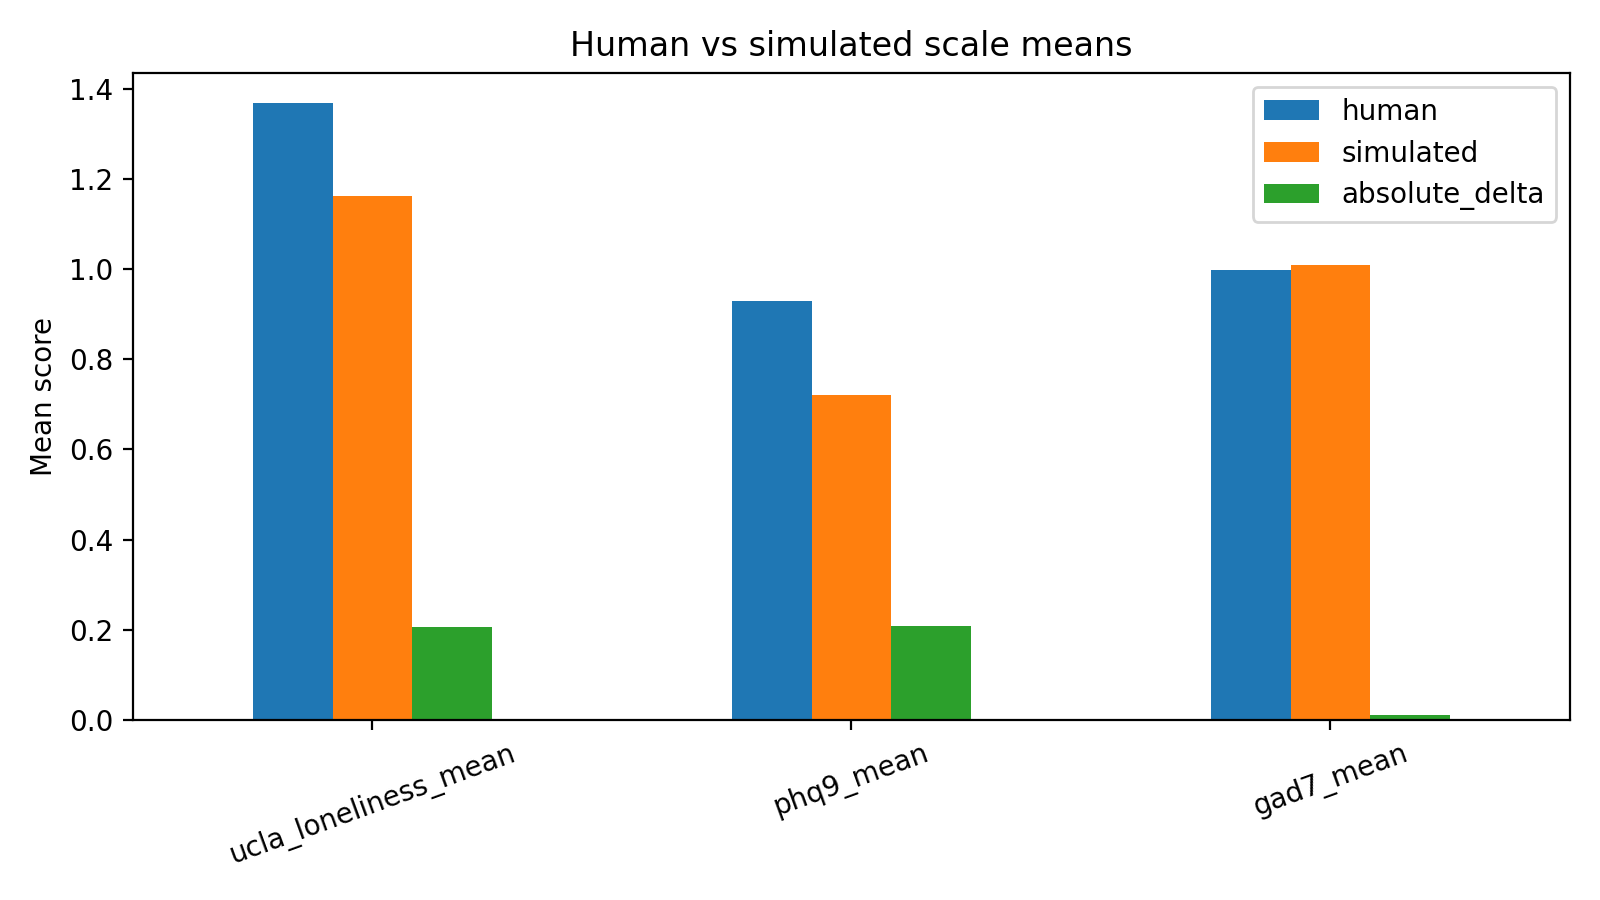 Human vs simulated scale means
human
simulated
absolute_delta
Mean score
1.4
1.2
1.0
0.8
0.6
0.4
0.2
0.0
ucla_loneliness_mean
phq9_mean
gad7_mean